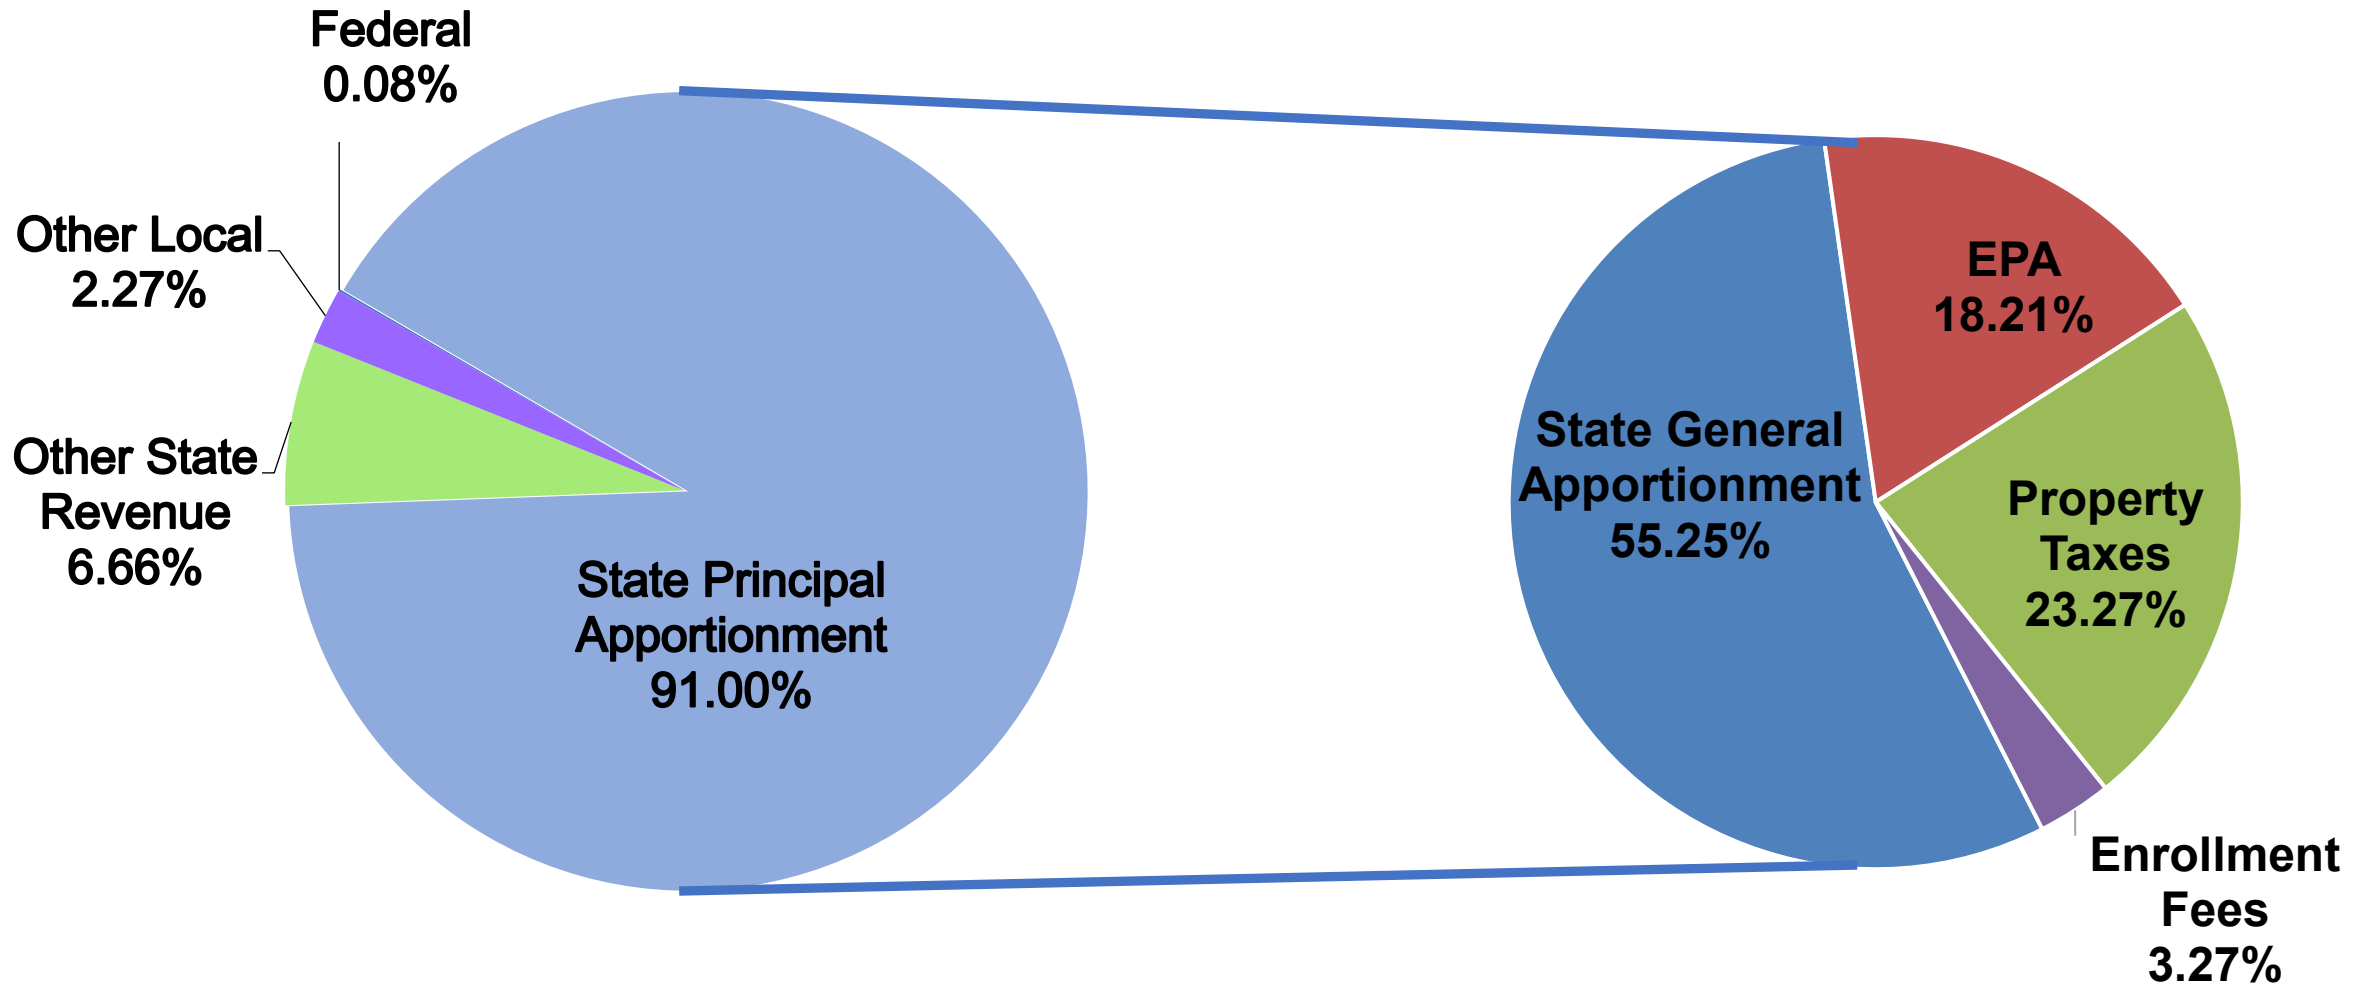 Federal
0.08%
Other Local
2.27%
Other State
Revenue
6.66%
State Principal
Apportionment
91.00%
State General
Apportionment
55.25%
EPA
18.21%
Property
Taxes
23.27%
Enrollment
Fees
3.27%